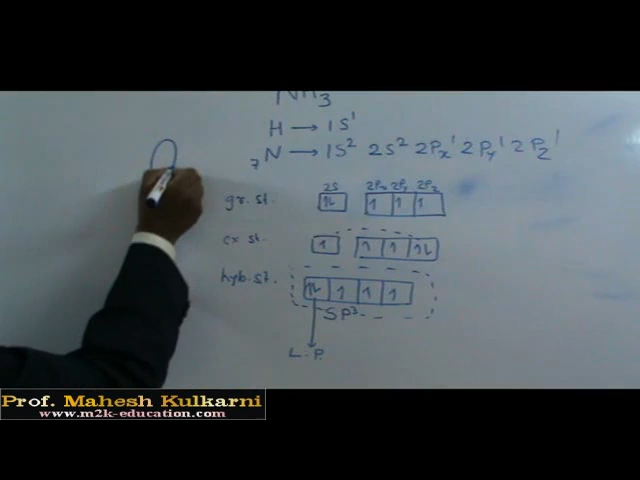 NH3
H → 1S¹
₇N → 1S² 2S² 2Px¹ 2Py¹ 2Pz¹
2S 2Px 2Py 2Pz
gr. st. ↑↓ ↑ ↑ ↑
ex st. ↑ ↑ ↑ ↑↓
hyb. st. ↑↓ ↑ ↑ ↑
SP³
L.P.
Prof. Mahesh Kulkarni
www.m2k-education.com